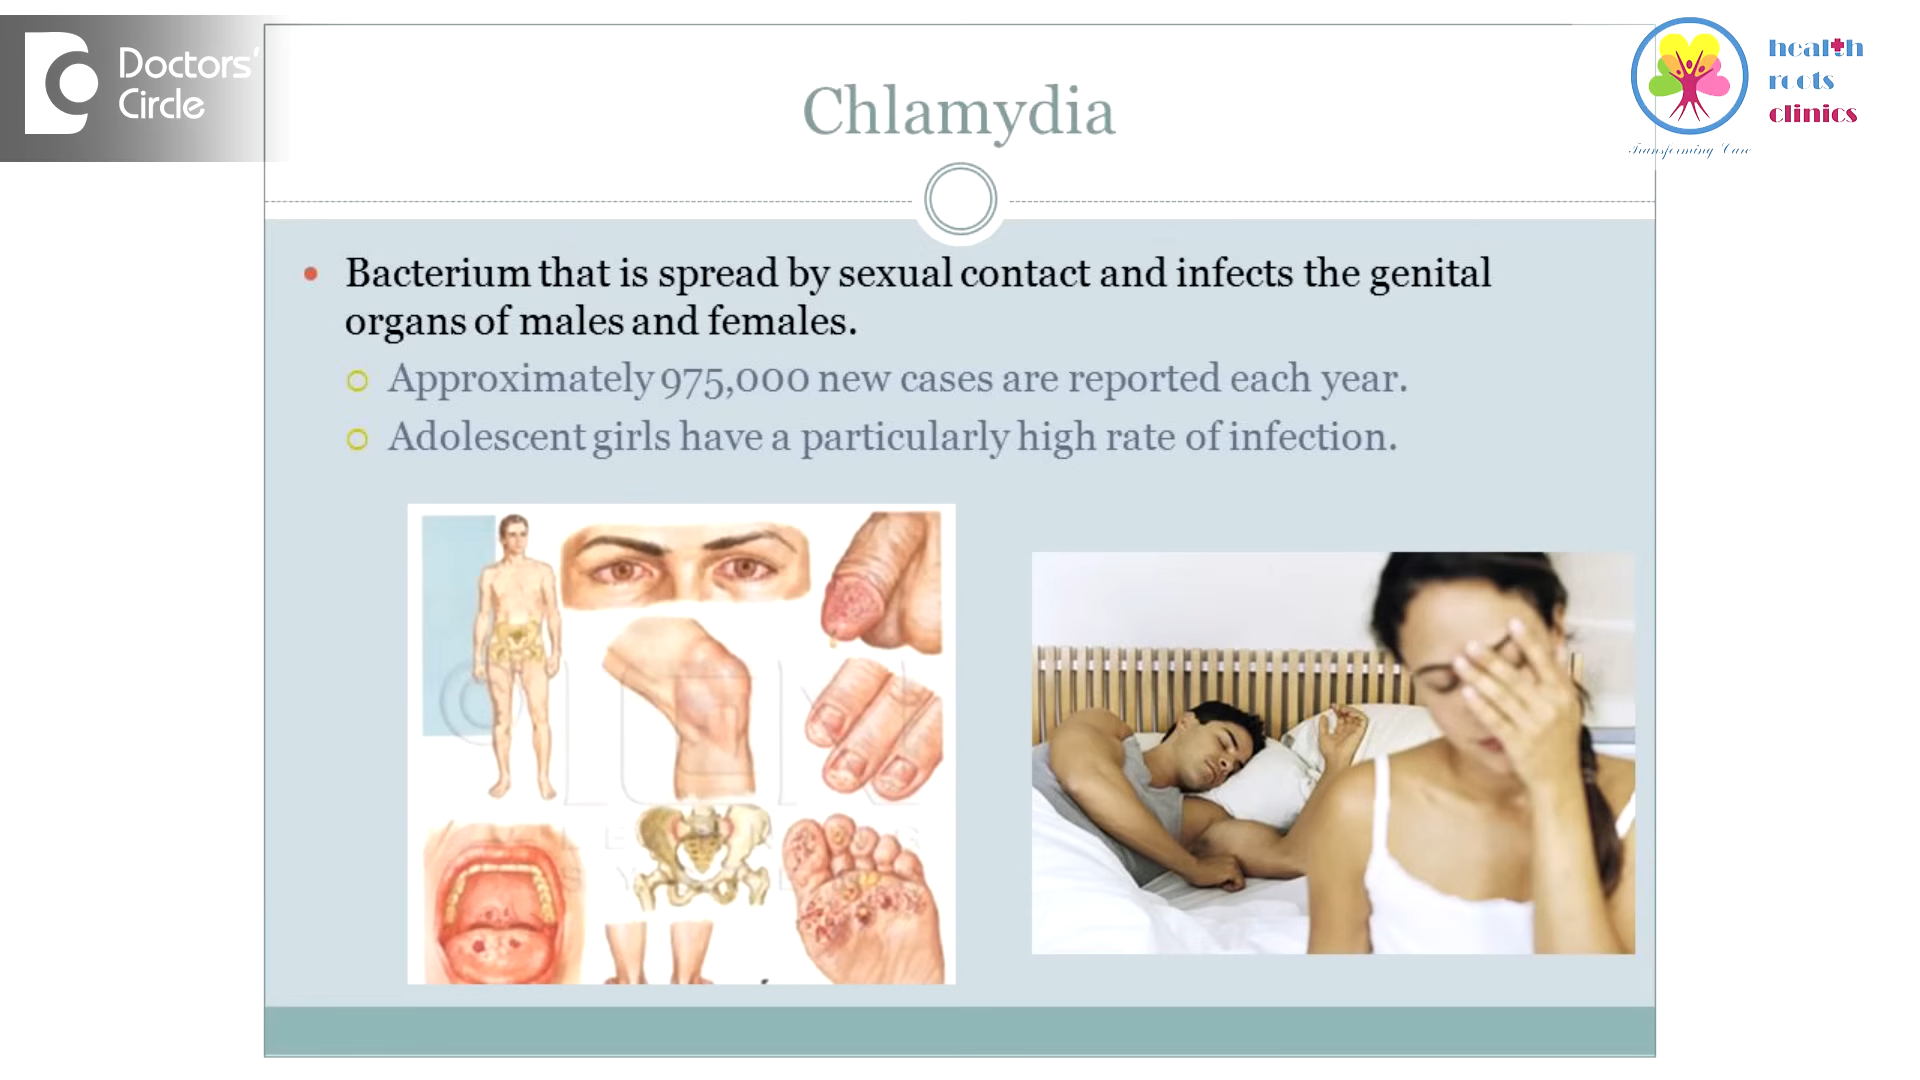 Doctors'
Circle
Chlamydia
health
roots
clinics
Transforming Care
Bacterium that is spread by sexual contact and infects the genital
organs of males and females.
Approximately 975,000 new cases are reported each year.
Adolescent girls have a particularly high rate of infection.